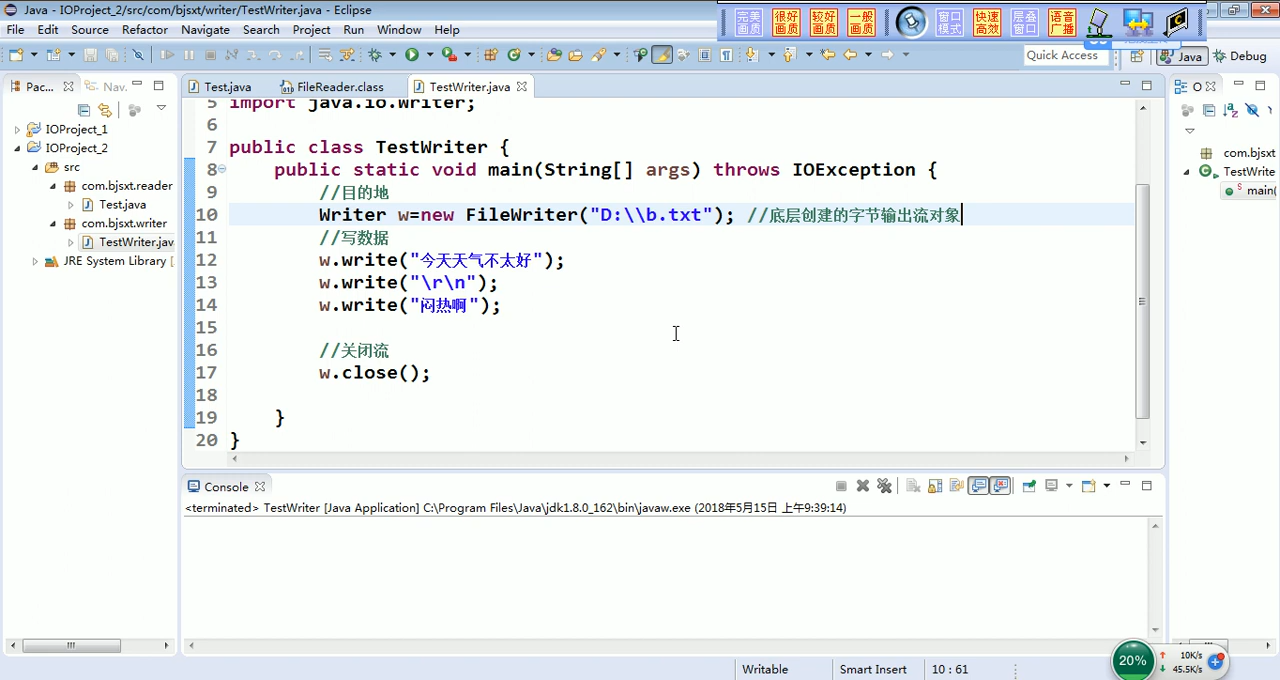 Java - IOProject_2/src/com/bjsxt/writer/TestWriter.java - Eclipse
完美画质 很好画质 较好画质 一般画质 窗口模式 快速高效 层叠窗口 语音广播
File Edit Source Refactor Navigate Search Project Run Window Help
Quick Access Java Debug
Pac... Nav.
Test.java FileReader.class TestWriter.java
IOProject_1
IOProject_2
src
com.bjsxt.reader
Test.java
com.bjsxt.writer
TestWriter.jav
JRE System Library [
5 import java.io.Writer;
6
7 public class TestWriter {
8 public static void main(String[] args) throws IOException {
9 //目的地
10 Writer w=new FileWriter("D:\\b.txt"); //底层创建的字节输出流对象
11 //写数据
12 w.write("今天天气不太好");
13 w.write("\r\n");
14 w.write("闷热啊");
15
16 //关闭流
17 w.close();
18
19 }
20 }
O
com.bjsxt
TestWrite
main(
Console
<terminated> TestWriter [Java Application] C:\Program Files\Java\jdk1.8.0_162\bin\javaw.exe (2018年5月15日 上午9:39:14)
Writable Smart Insert 10 : 61
20% 10K/s
45.5K/s